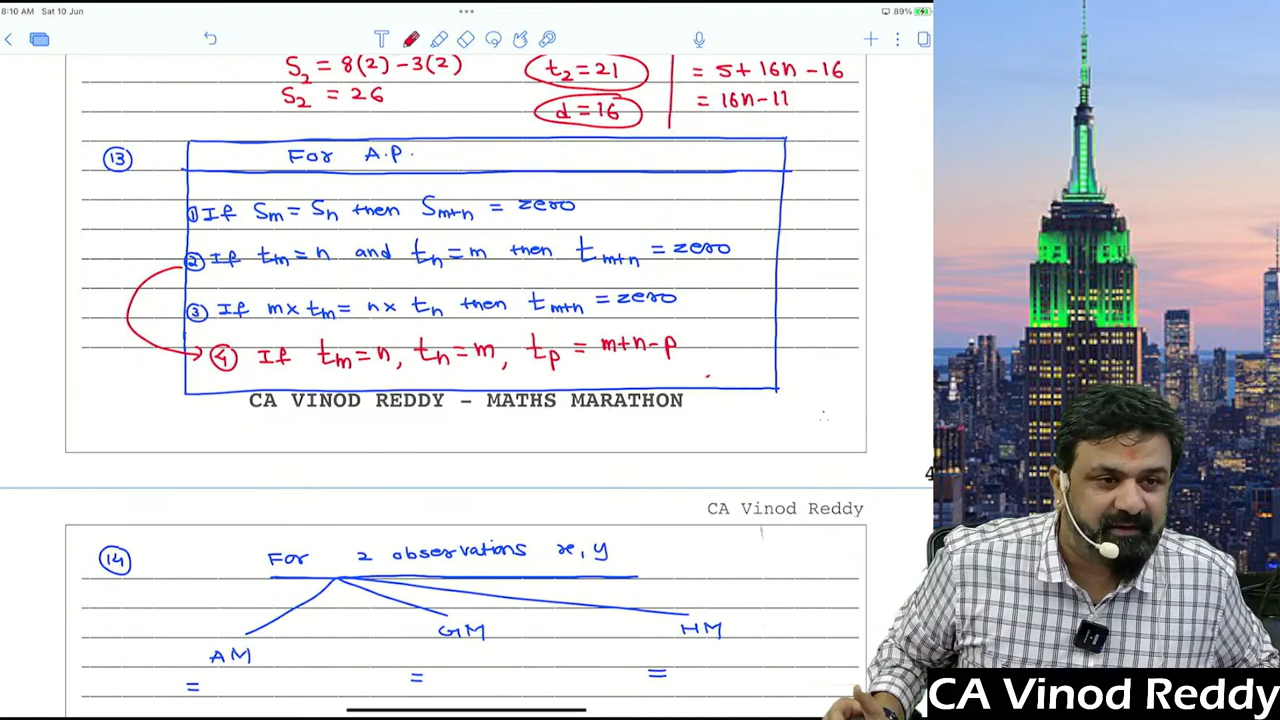 8:10 AM Sat 10 Jun
89%
S₂ = 8(2) – 3(2)
S₂ = 26
t₂ = 21
d = 16
= 5 + 16n – 16
= 16n – 11
13
For A.P.
① If Sm = Sn then Sm+n = zero
② If tm = n and tn = m then tm+n = zero
③ If m × tm = n × tn then tm+n = zero
④ If tm = n, tn = m, tp = m+n–p
CA VINOD REDDY – MATHS MARATHON
4
CA Vinod Reddy
14
For 2 observations x, y
AM
GM
HM
=
=
=
CA Vinod Reddy